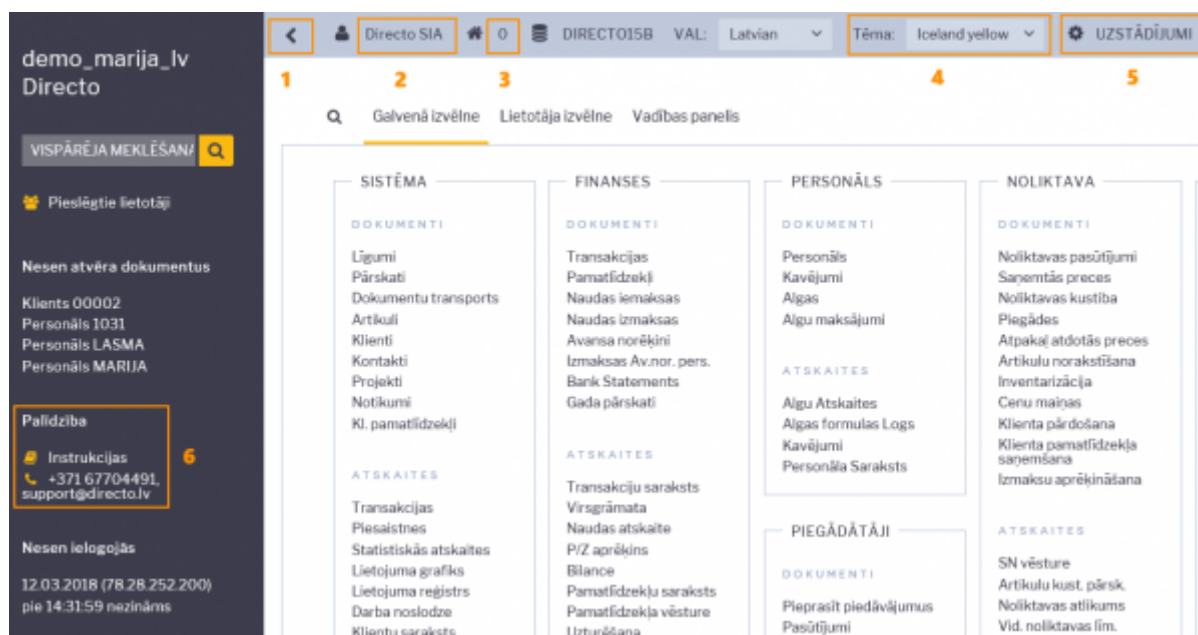 demo_marija_lv
Directo
VISPĀRĒJA MEKLĒŠANA
Pieslēgtie lietotāji
Nesen atvēra dokumentus
Klients 00002
Personāls 1031
Personāls LASMA
Personāls MARIJA
Palīdzība
Instrukcijas
6
+371 67704491,
support@directo.lv
Nesen ielogojās
12.03.2018 (78.28.252.200)
pie 14:31:59 nezināms
Directo SIA
0
DIRECTO15B
VAL:
Latvian
Tēma:
Iceland yellow
UZSTĀDĪJUMI
1
2
3
4
5
Galvenā izvēlne
Lietotāja izvēlne
Vadības panelis
SISTĒMA
DOKUMENTI
Līgumi
Pārskati
Dokumentu transports
Artikuli
Klienti
Kontakti
Projekti
Notikumi
Kl. pamatlīdzekļi
ATSKAITES
Transakcijas
Piesaistnes
Statistiskās atskaites
Lietojuma grafiks
Lietojuma reģistrs
Darba noslodze
Klientu saraksts
FINANSES
DOKUMENTI
Transakcijas
Pamatlīdzekļi
Naudas iemaksas
Naudas izmaksas
Avansa norēķini
Izmaksas Av.nor. pers.
Bank Statements
Gada pārskati
ATSKAITES
Transakciju saraksts
Virsgrāmata
Naudas atskaite
P/Z aprēķins
Bilance
Pamatlīdzekļu saraksts
Pamatlīdzekļa vēsture
Uzturēšana
PERSONĀLS
DOKUMENTI
Personāls
Kavējumi
Algas
Algu maksājumi
ATSKAITES
Algu Atskaites
Algas formulas Logs
Kavējumi
Personāla Saraksts
PIEGĀDĀTĀJI
DOKUMENTI
Pieprasīt piedāvājumus
Pasūtījumi
NOLIKTAVA
DOKUMENTI
Noliktavas pasūtījumi
Saņemtās preces
Noliktavas kustība
Piegādes
Atpakaļ atdotās preces
Artikulu norakstīšana
Inventarizācija
Cenu maiņas
Klienta pārdošana
Klienta pamatlīdzekļa
saņemšana
Izmaksu aprēķināšana
ATSKAITES
SN vēsture
Artikulu kust. pārsk.
Noliktavas atlikums
Vid. noliktavas līm.